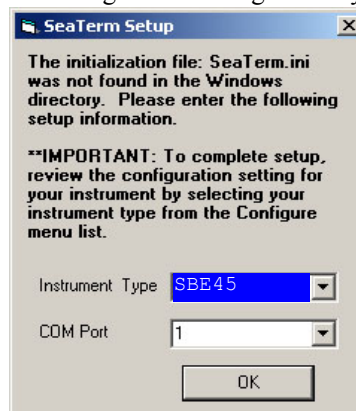 SeaTerm Setup
The initialization
file: SeaTerm.ini
was not found in the Windows
directory. Please enter the following
setup information.
**IMPORTANT: To complete setup,
review the configuration setting for
your instrument by selecting your
instrument type from the Configure
menu list.
Instrument Type SBE45
COM Port 1
OK